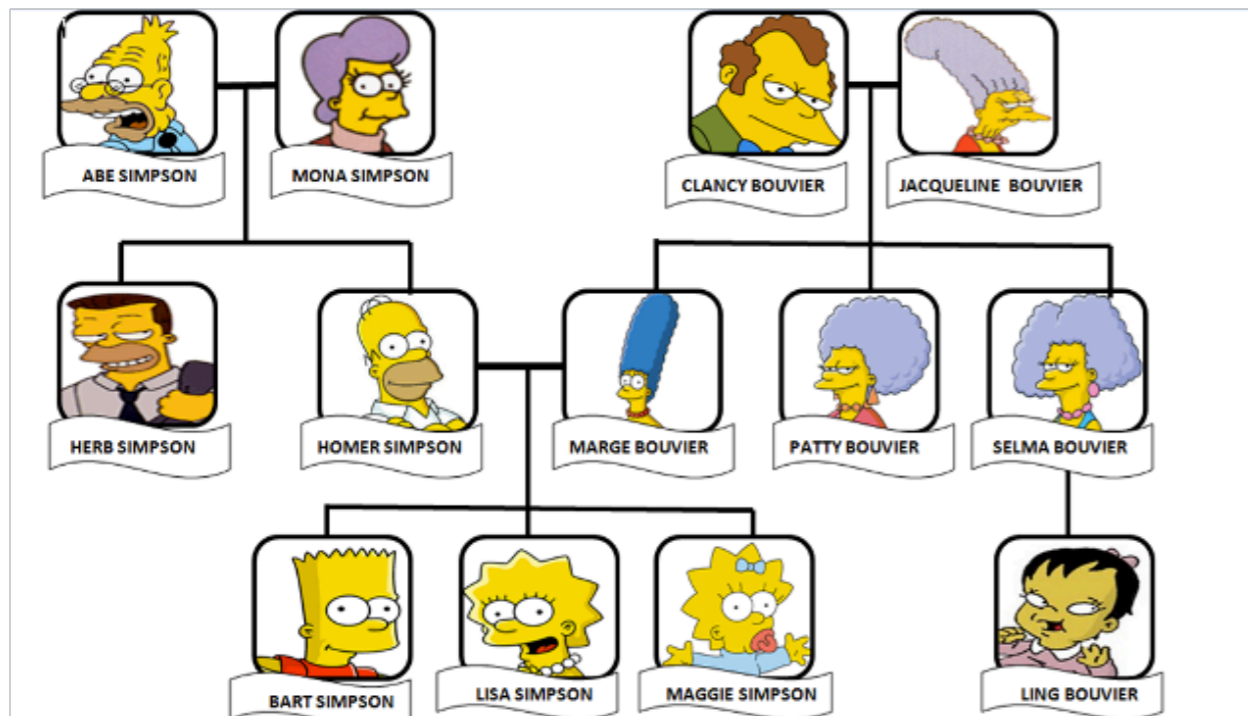 ABE SIMPSON
MONA SIMPSON
CLANCY BOUVIER
JACQUELINE BOUVIER
HERB SIMPSON
HOMER SIMPSON
MARGE BOUVIER
PATTY BOUVIER
SELMA BOUVIER
BART SIMPSON
LISA SIMPSON
MAGGIE SIMPSON
LING BOUVIER